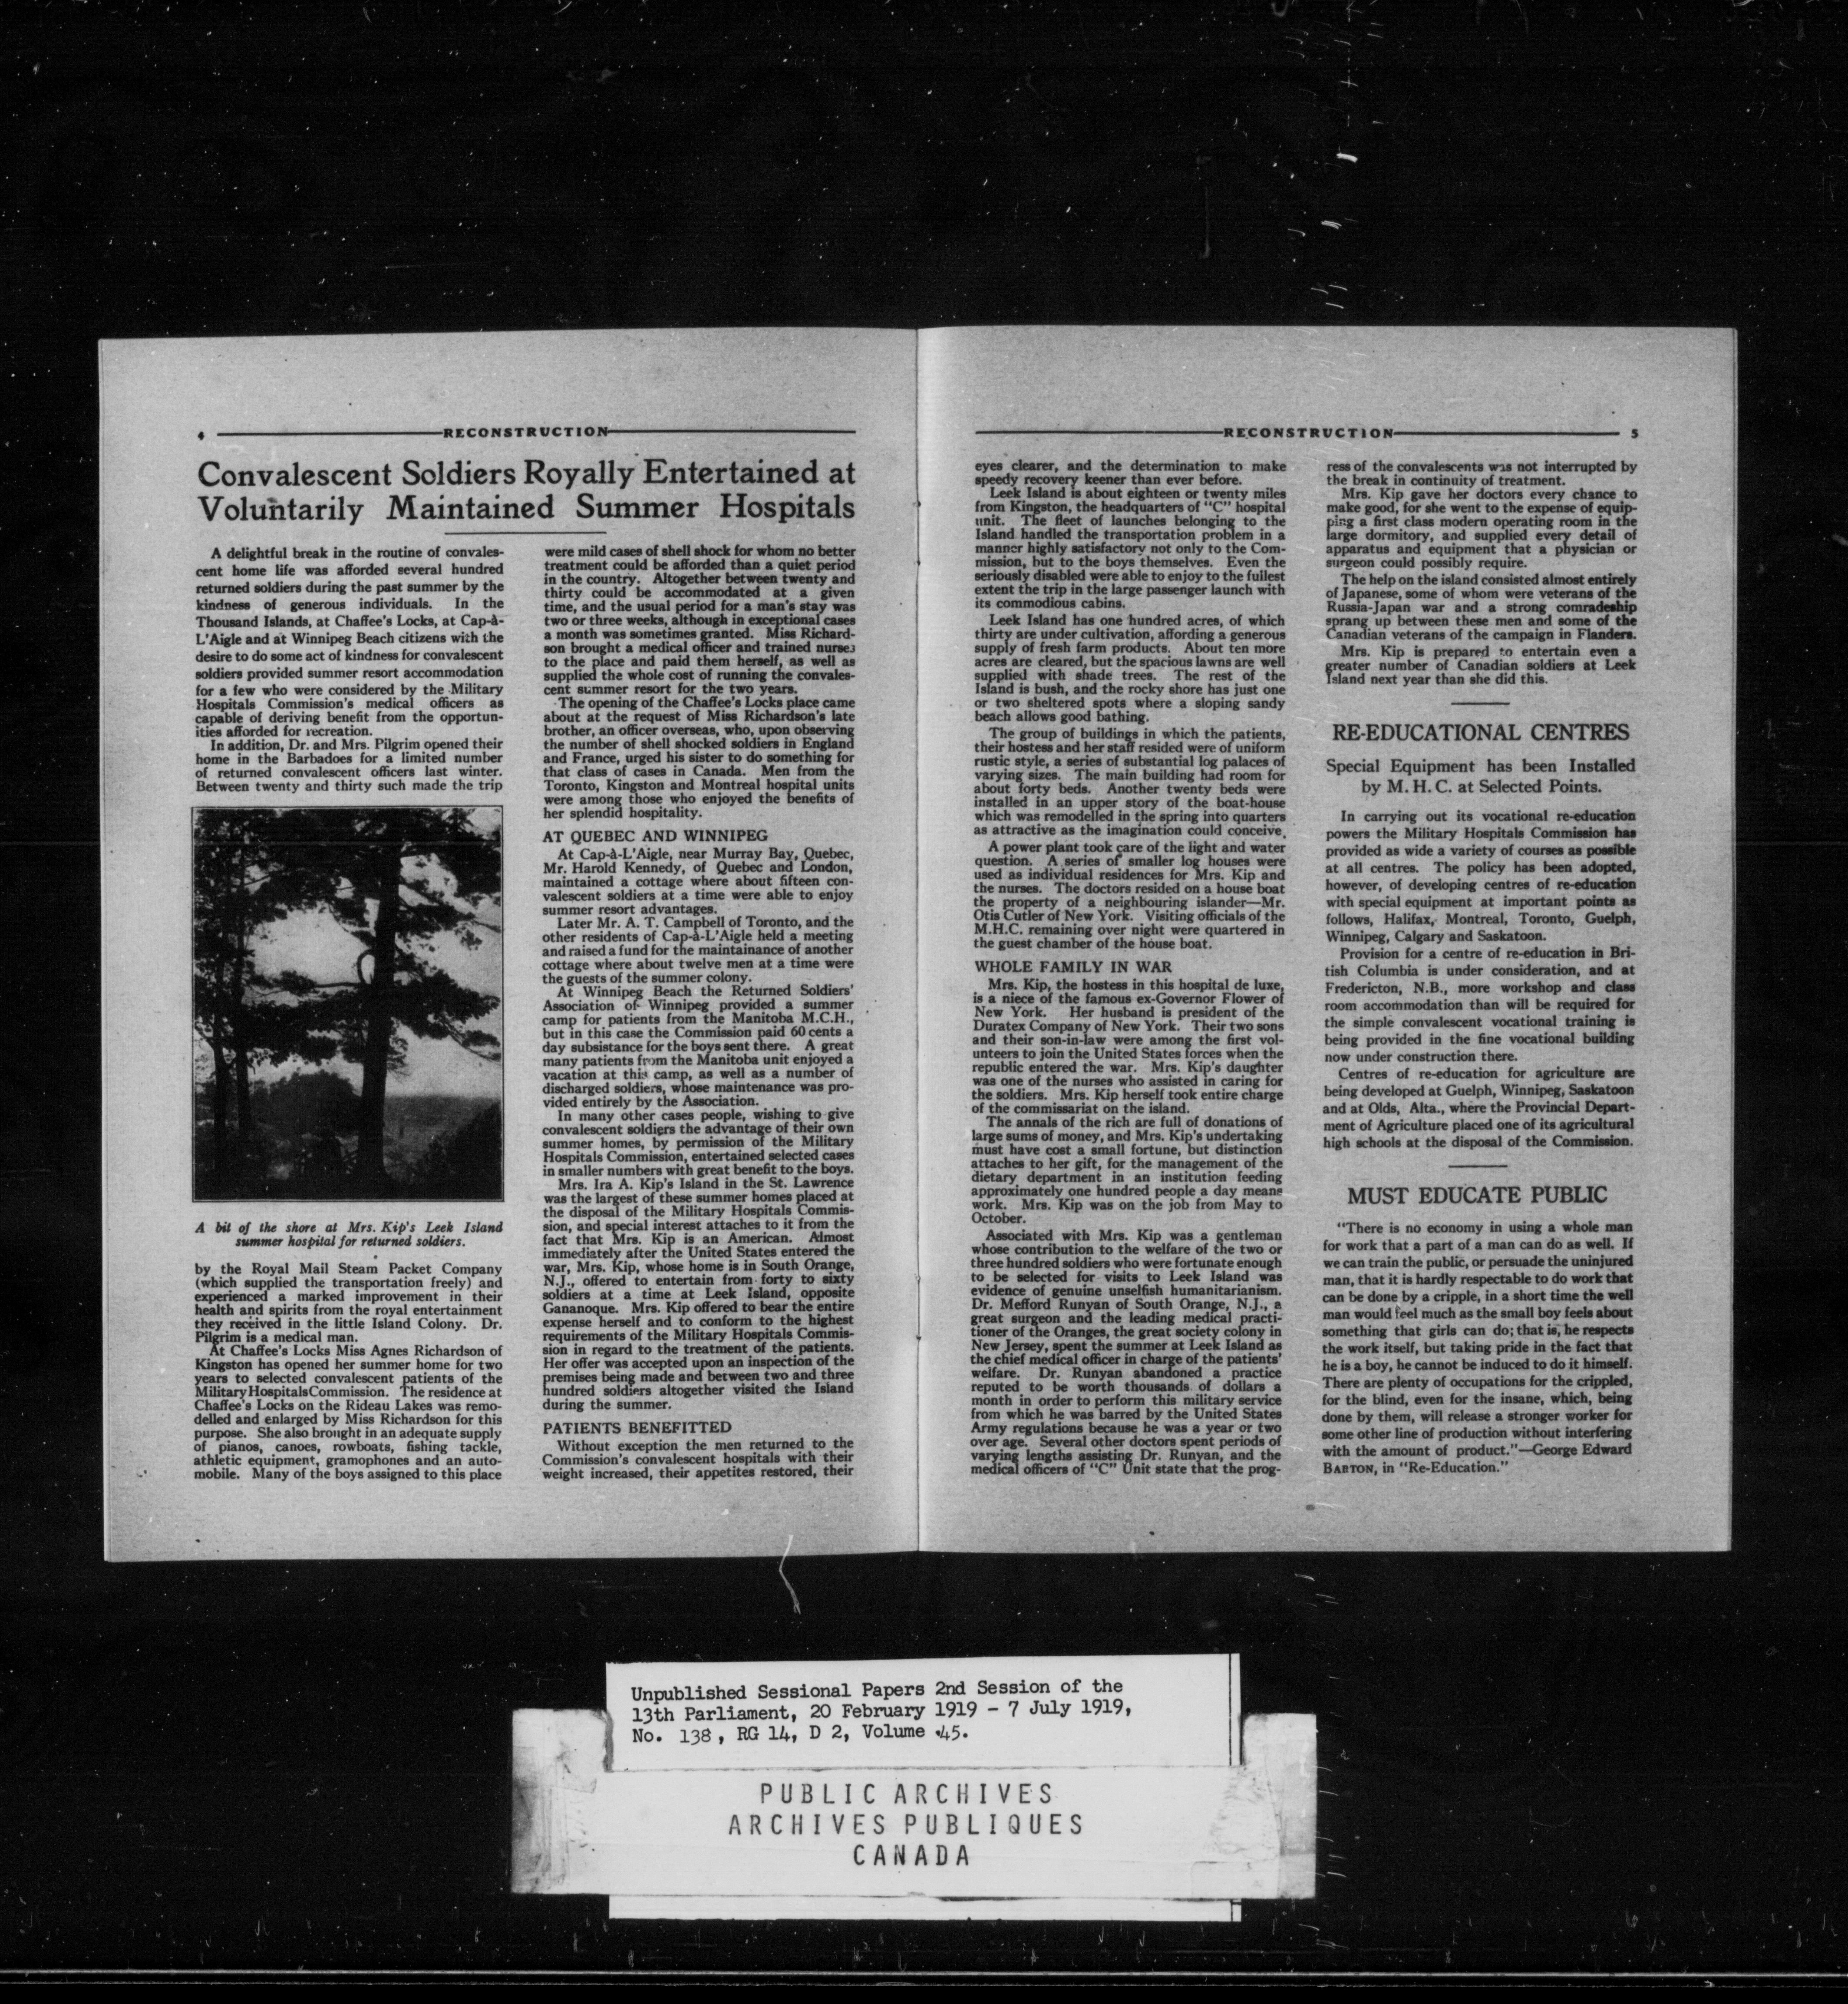 4 RECONSTRUCTION
Convalescent Soldiers Royally Entertained at
Voluntarily Maintained Summer Hospitals
A delightful break in the routine of convales-
cent home life was afforded several hundred
returned soldiers during the past summer by the
kindness of generous individuals. In the
Thousand Islands, at Chaffee's Locks, at Cap-à-
L'Aigle and at Winnipeg Beach citizens with the
desire to do some act of kindness for convalescent
soldiers provided summer resort accommodation
for a few who were considered by the Military
Hospitals Commission's medical officers as
capable of deriving benefit from the opportun-
ities afforded for recreation.
In addition, Dr. and Mrs. Pilgrim opened their
home in the Barbadoes for a limited number
of returned convalescent officers last winter.
Between twenty and thirty such made the trip
A bit of the shore at Mrs. Kip's Leek Island
summer hospital for returned soldiers.
by the Royal Mail Steam Packet Company
(which supplied the transportation freely) and
experienced a marked improvement in their
health and spirits from the royal entertainment
they received in the little Island Colony. Dr.
Pilgrim is a medical man.
At Chaffee's Locks Miss Agnes Richardson of
Kingston has opened her summer home for two
years to selected convalescent patients of the
Military Hospitals Commission. The residence at
Chaffee's Locks on the Rideau Lakes was remo-
delled and enlarged by Miss Richardson for this
purpose. She also brought in an adequate supply
of pianos, canoes, rowboats, fishing tackle,
athletic equipment, gramophones and an auto-
mobile. Many of the boys assigned to this place
were mild cases of shell shock for whom no better
treatment could be afforded than a quiet period
in the country. Altogether between twenty and
thirty could be accommodated at a given
time, and the usual period for a man's stay was
two or three weeks, although in exceptional cases
a month was sometimes granted. Miss Richard-
son brought a medical officer and trained nurses
to the place and paid them herself, as well as
supplied the whole cost of running the convales-
cent summer resort for the two years.
The opening of the Chaffee's Locks place came
about at the request of Miss Richardson's late
brother, an officer overseas, who, upon observing
the number of shell shocked soldiers in England
and France, urged his sister to do something for
that class of cases in Canada. Men from the
Toronto, Kingston and Montreal hospital units
were among those who enjoyed the benefits of
her splendid hospitality.
AT QUEBEC AND WINNIPEG
At Cap-à-L'Aigle, near Murray Bay, Quebec,
Mr. Harold Kennedy, of Quebec and London,
maintained a cottage where about fifteen con-
valescent soldiers at a time were able to enjoy
summer resort advantages.
Later Mr. A. T. Campbell of Toronto, and the
other residents of Cap-à-L'Aigle held a meeting
and raised a fund for the maintainance of another
cottage where about twelve men at a time were
the guests of the summer colony.
At Winnipeg Beach the Returned Soldiers'
Association of Winnipeg provided a summer
camp for patients from the Manitoba M.C.H.,
but in this case the Commission paid 60 cents a
day subsistance for the boys sent there. A great
many patients from the Manitoba unit enjoyed a
vacation at this camp, as well as a number of
discharged soldiers, whose maintenance was pro-
vided entirely by the Association.
In many other cases people, wishing to give
convalescent soldiers the advantage of their own
summer homes, by permission of the Military
Hospitals Commission, entertained selected cases
in smaller numbers with great benefit to the boys.
Mrs. Ira A. Kip's Island in the St. Lawrence
was the largest of these summer homes placed at
the disposal of the Military Hospitals Commis-
sion, and special interest attaches to it from the
fact that Mrs. Kip is an American. Almost
immediately after the United States entered the
war, Mrs. Kip, whose home is in South Orange,
N.J., offered to entertain from forty to sixty
soldiers at a time at Leek Island, opposite
Gananoque. Mrs. Kip offered to bear the entire
expense herself and to conform to the highest
requirements of the Military Hospitals Commis-
sion in regard to the treatment of the patients.
Her offer was accepted upon an inspection of the
premises being made and between two and three
hundred soldiers altogether visited the Island
during the summer.
PATIENTS BENEFITTED
Without exception the men returned to the
Commission's convalescent hospitals with their
weight increased, their appetites restored, their
RECONSTRUCTION 5
eyes clearer, and the determination to make
speedy recovery keener than ever before.
Leek Island is about eighteen or twenty miles
from Kingston, the headquarters of "C" hospital
unit. The fleet of launches belonging to the
Island handled the transportation problem in a
manner highly satisfactory not only to the Com-
mission, but to the boys themselves. Even the
seriously disabled were able to enjoy to the fullest
extent the trip in the large passenger launch with
its commodious cabins.
Leek Island has one hundred acres, of which
thirty are under cultivation, affording a generous
supply of fresh farm products. About ten more
acres are cleared, but the spacious lawns are well
supplied with shade trees. The rest of the
Island is bush, and the rocky shore has just one
or two sheltered spots where a sloping sandy
beach allows good bathing.
The group of buildings in which the patients,
their hostess and her staff resided were of uniform
rustic style, a series of substantial log palaces of
varying sizes. The main building had room for
about forty beds. Another twenty beds were
installed in an upper story of the boat-house
which was remodelled in the spring into quarters
as attractive as the imagination could conceive.
A power plant took care of the light and water
question. A series of smaller log houses were
used as individual residences for Mrs. Kip and
the nurses. The doctors resided on a house boat
the property of a neighbouring islander—Mr.
Otis Cutler of New York. Visiting officials of the
M.H.C. remaining over night were quartered in
the guest chamber of the house boat.
WHOLE FAMILY IN WAR
Mrs. Kip, the hostess in this hospital de luxe,
is a niece of the famous ex-Governor Flower of
New York. Her husband is president of the
Duratex Company of New York. Their two sons
and their son-in-law were among the first vol-
unteers to join the United States forces when the
republic entered the war. Mrs. Kip's daughter
was one of the nurses who assisted in caring for
the soldiers. Mrs. Kip herself took entire charge
of the commissariat on the island.
The annals of the rich are full of donations of
large sums of money, and Mrs. Kip's undertaking
must have cost a small fortune, but distinction
attaches to her gift, for the management of the
dietary department in an institution feeding
approximately one hundred people a day means
work. Mrs. Kip was on the job from May to
October.
Associated with Mrs. Kip was a gentleman
whose contribution to the welfare of the two or
three hundred soldiers who were fortunate enough
to be selected for visits to Leek Island was
evidence of genuine unselfish humanitarianism.
Dr. Mefford Runyan of South Orange, N.J., a
great surgeon and the leading medical practi-
tioner of the Oranges, the great society colony in
New Jersey, spent the summer at Leek Island as
the chief medical officer in charge of the patients'
welfare. Dr. Runyan abandoned a practice
reputed to be worth thousands of dollars a
month in order to perform this military service
from which he was barred by the United States
Army regulations because he was a year or two
over age. Several other doctors spent periods of
varying lengths assisting Dr. Runyan, and the
medical officers of "C" Unit state that the prog-
ress of the convalescents was not interrupted by
the break in continuity of treatment.
Mrs. Kip gave her doctors every chance to
make good, for she went to the expense of equip-
ping a first class modern operating room in the
large dormitory, and supplied every detail of
apparatus and equipment that a physician or
surgeon could possibly require.
The help on the island consisted almost entirely
of Japanese, some of whom were veterans of the
Russia-Japan war and a strong comradeship
sprang up between these men and some of the
Canadian veterans of the campaign in Flanders.
Mrs. Kip is prepared to entertain even a
greater number of Canadian soldiers at Leek
Island next year than she did this.
RE-EDUCATIONAL CENTRES
Special Equipment has been Installed
by M. H. C. at Selected Points.
In carrying out its vocational re-education
powers the Military Hospitals Commission has
provided as wide a variety of courses as possible
at all centres. The policy has been adopted,
however, of developing centres of re-education
with special equipment at important points as
follows, Halifax, Montreal, Toronto, Guelph,
Winnipeg, Calgary and Saskatoon.
Provision for a centre of re-education in Bri-
tish Columbia is under consideration, and at
Fredericton, N.B., more workshop and class
room accommodation than will be required for
the simple convalescent vocational training is
being provided in the fine vocational building
now under construction there.
Centres of re-education for agriculture are
being developed at Guelph, Winnipeg, Saskatoon
and at Olds, Alta., where the Provincial Depart-
ment of Agriculture placed one of its agricultural
high schools at the disposal of the Commission.
MUST EDUCATE PUBLIC
"There is no economy in using a whole man
for work that a part of a man can do as well. If
we can train the public, or persuade the uninjured
man, that it is hardly respectable to do work that
can be done by a cripple, in a short time the well
man would feel much as the small boy feels about
something that girls can do; that is, he respects
the work itself, but taking pride in the fact that
he is a boy, he cannot be induced to do it himself.
There are plenty of occupations for the crippled,
for the blind, even for the insane, which, being
done by them, will release a stronger worker for
some other line of production without interfering
with the amount of product."—George Edward
BARTON, in "Re-Education."
Unpublished Sessional Papers 2nd Session of the
13th Parliament, 20 February 1919 - 7 July 1919,
No. 138, RG 14, D 2, Volume 45.
PUBLIC ARCHIVES
ARCHIVES PUBLIQUES
CANADA